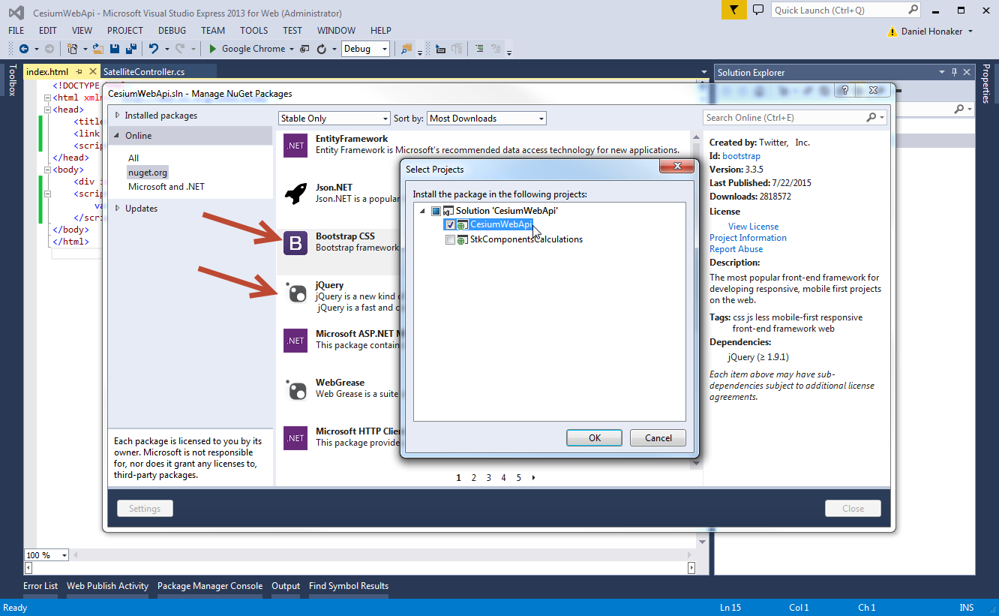 CesiumWebApi - Microsoft Visual Studio Express 2013 for Web (Administrator)
Quick Launch (Ctrl+Q)
FILE EDIT VIEW PROJECT DEBUG TEAM TOOLS TEST WINDOW HELP
Daniel Honaker
Google Chrome
Debug
Toolbox
index.html
SatelliteController.cs
Solution Explorer
Properties
<!DOCTYPE
<html xmln
<head>
<title
<link
<scrip
</head>
<body>
<div i
<scrip
va
</scri
</body>
</html>
CesiumWebApi.sln - Manage NuGet Packages
Installed packages
Online
All
nuget.org
Microsoft and .NET
Updates
Each package is licensed to you by its
owner. Microsoft is not responsible
for, nor does it grant any licenses to,
third-party packages.
Stable Only
Sort by:
Most Downloads
Search Online (Ctrl+E)
.NET
EntityFramework
Entity Framework is Microsoft's recommended data access technology for new applications.
Json.NET
Json.NET is a popular
B
Bootstrap CSS
Bootstrap framework
jQuery
jQuery is a new kind
jQuery is a fast and c
.NET
Microsoft ASP.NET M
This package contain
WebGrease
Web Grease is a suite
.NET
Microsoft HTTP Clie
This package provide
1 2 3 4 5
Select Projects
Install the package in the following projects:
Solution 'CesiumWebApi'
CesiumWebApi
StkComponentsCalculations
OK
Cancel
Created by: Twitter, Inc.
Id: bootstrap
Version: 3.3.5
Last Published: 7/22/2015
Downloads: 2818572
License
View License
Project Information
Report Abuse
Description:
The most popular front-end framework for
developing responsive, mobile first projects
on the web.
Tags: css js less mobile-first responsive
front-end framework web
Dependencies:
jQuery (≥ 1.9.1)
Each item above may have sub-
dependencies subject to additional license
agreements.
Settings
Close
100 %
Error List
Web Publish Activity
Package Manager Console
Output
Find Symbol Results
Ready
Ln 15
Col 1
Ch 1
INS